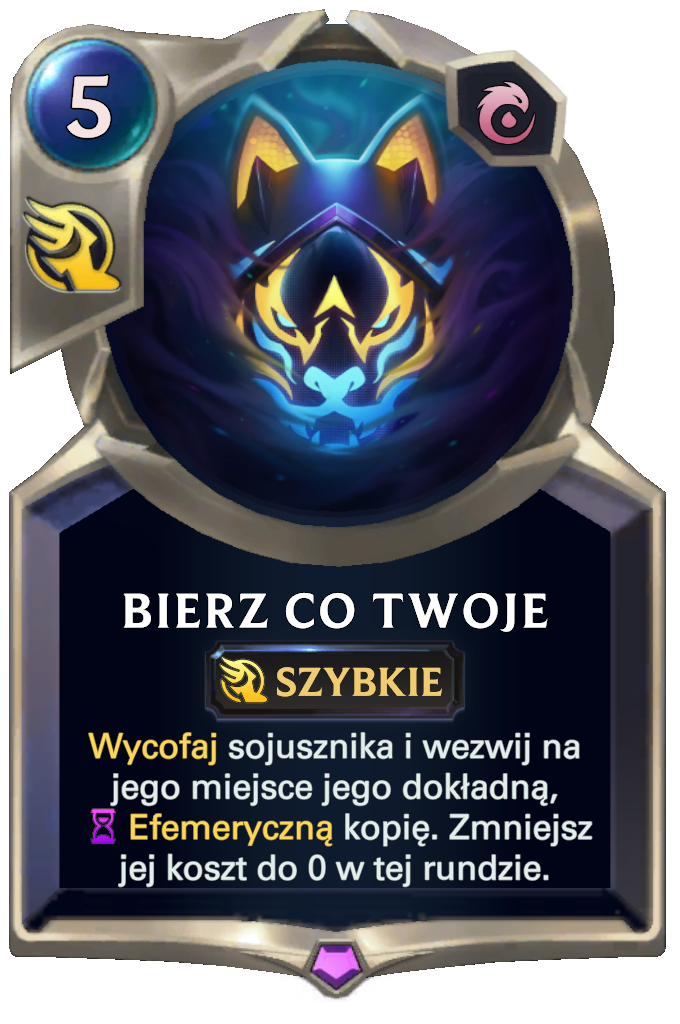 5
BIERZ CO TWOJE
SZYBKIE
Wycofaj sojusznika i wezwij na
jego miejsce jego dokładną,
Efemeryczną kopię. Zmniejsz
jej koszt do 0 w tej rundzie.